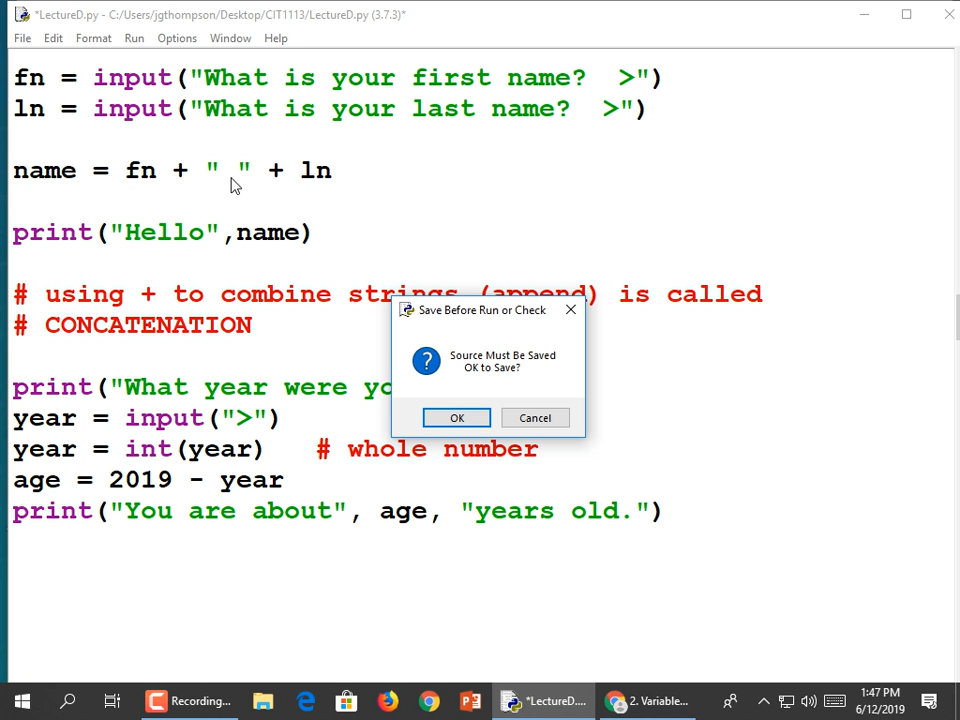 *LectureD.py - C:/Users/jgthompson/Desktop/CIT1113/LectureD.py (3.7.3)*
File Edit Format Run Options Window Help
fn = input("What is your first name?  >")
ln = input("What is your last name?  >")
name = fn + " " + ln
print("Hello",name)
# using + to combine strings (append) is called
# CONCATENATION
Save Before Run or Check
Source Must Be Saved
OK to Save?
OK Cancel
print("What year were yo
year = input(">")
year = int(year)   # whole number
age = 2019 - year
print("You are about", age, "years old.")
Recording... *LectureD.... 2. Variable... 1:47 PM
6/12/2019